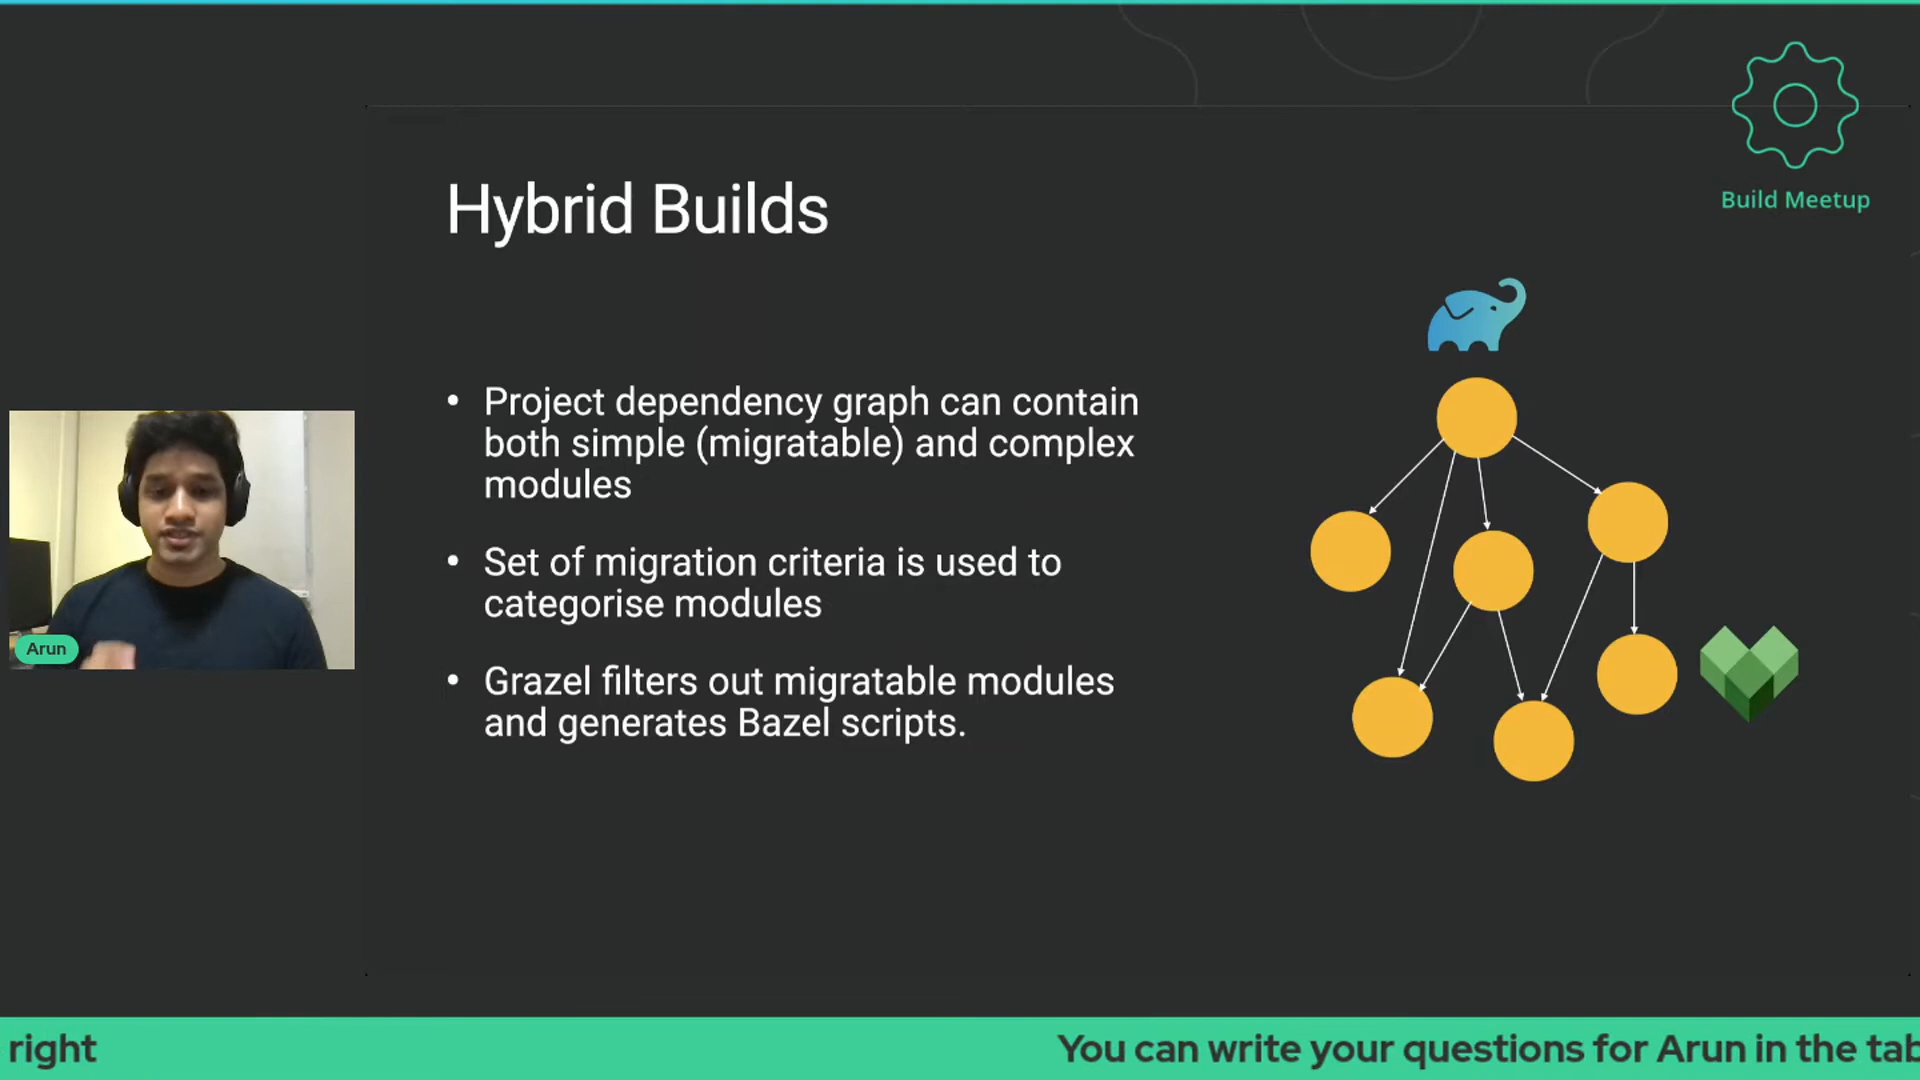 Build Meetup
Hybrid Builds
• Project dependency graph can contain
both simple (migratable) and complex
modules
• Set of migration criteria is used to
categorise modules
• Grazel filters out migratable modules
and generates Bazel scripts.
Arun
right
You can write your questions for Arun in the tab